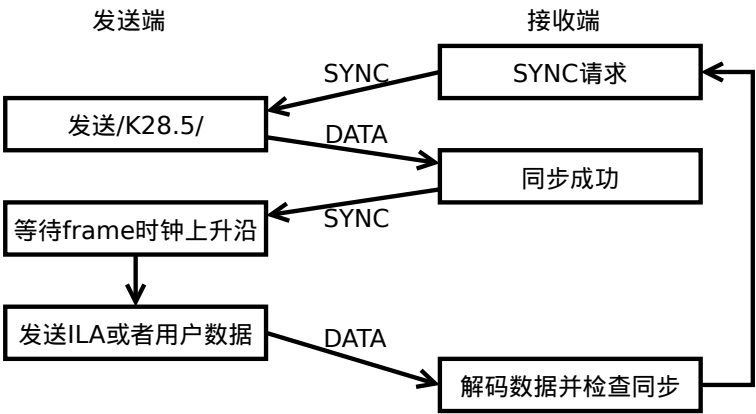 发送端
接收端
SYNC
SYNC请求
发送/K28.5/
DATA
同步成功
SYNC
等待frame时钟上升沿
发送ILA或者用户数据
DATA
解码数据并检查同步